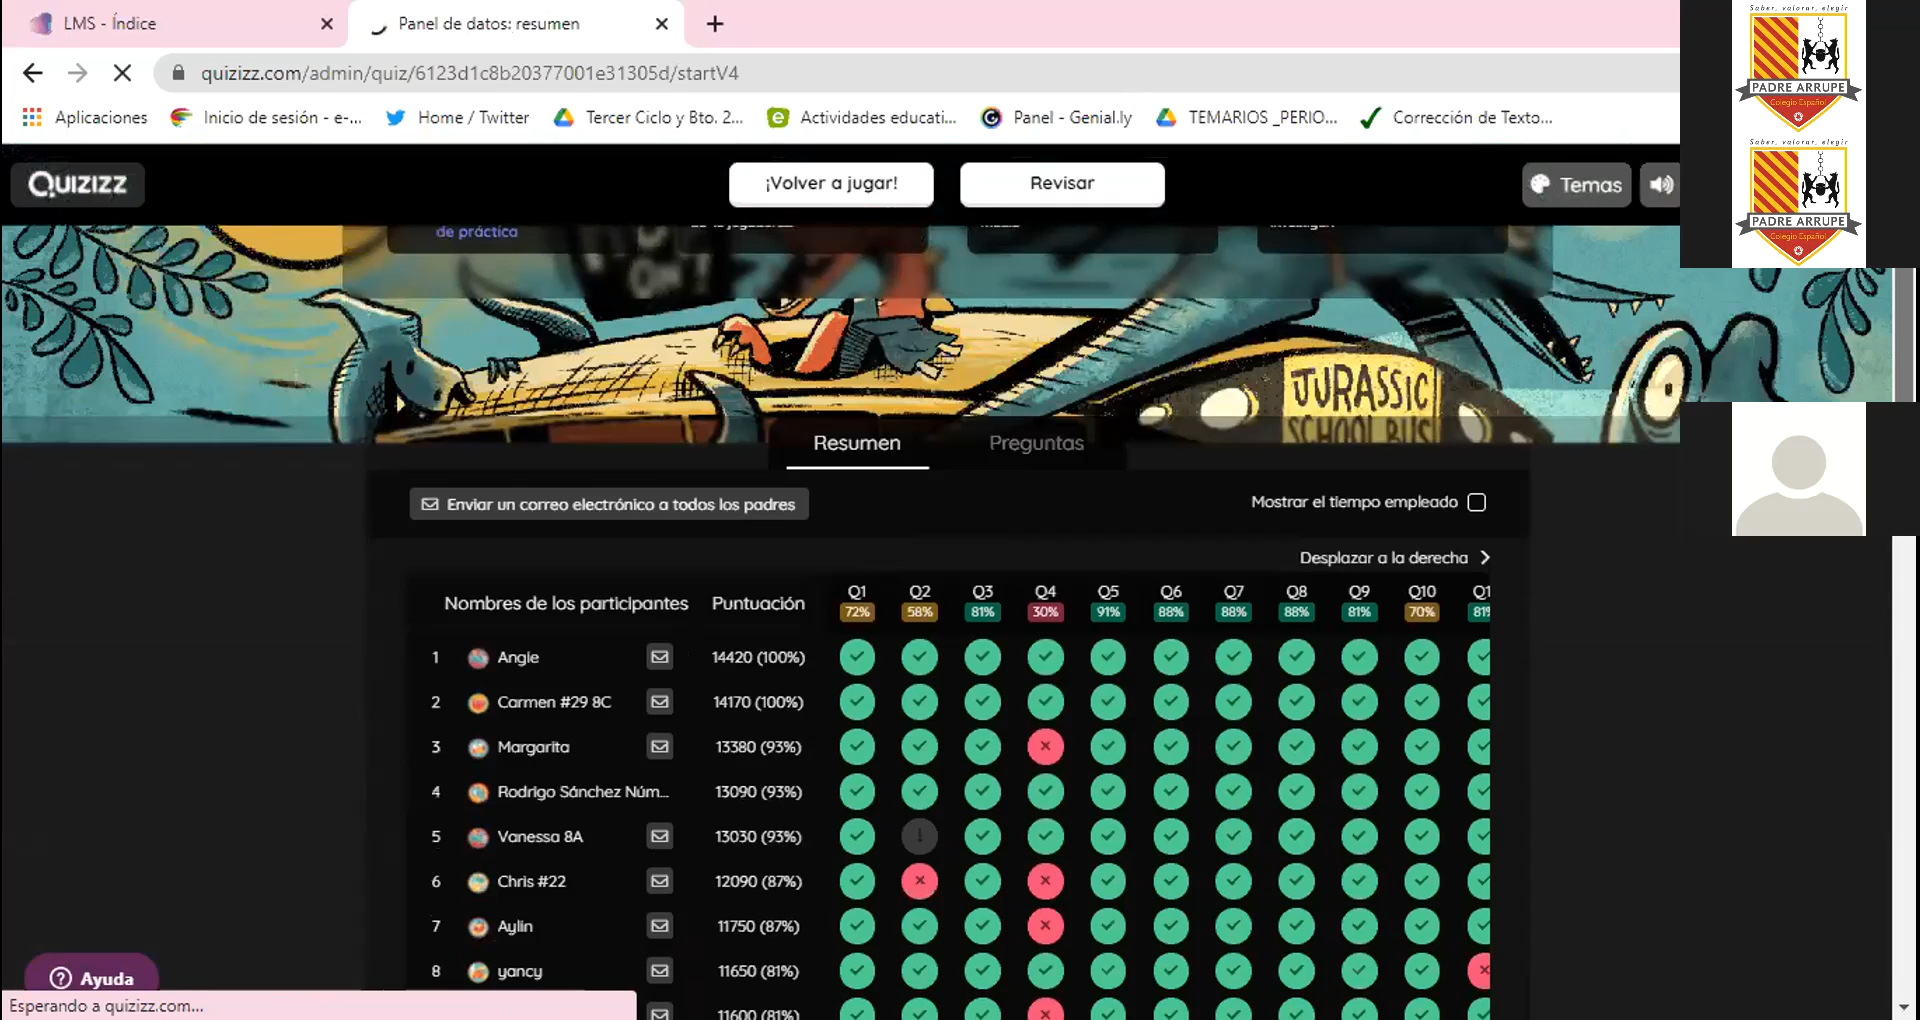 LMS - Índice
Panel de datos: resumen
quizizz.com/admin/quiz/6123d1c8b20377001e31305d/startV4
Aplicaciones
Inicio de sesión - e-...
Home / Twitter
Tercer Ciclo y Bto. 2...
Actividades educati...
Panel - Genial.ly
TEMARIOS _PERIO...
Corrección de Texto...
Saber, valorar, elegir
PADRE ARRUPE
Colegio Español
Saber, valorar, elegir
PADRE ARRUPE
Colegio Español
Quizizz
¡Volver a jugar!
Revisar
Temas
de práctica
JURASSIC
SCHOOL BUS
Resumen
Preguntas
Enviar un correo electrónico a todos los padres
Mostrar el tiempo empleado
Desplazar a la derecha
Nombres de los participantes Puntuación Q1 Q2 Q3 Q4 Q5 Q6 Q7 Q8 Q9 Q10 Q1
72% 58% 81% 30% 91% 88% 88% 88% 81% 70% 81%
1 Angie 14420 (100%)
2 Carmen #29 8C 14170 (100%)
3 Margarita 13380 (93%)
4 Rodrigo Sánchez Núm... 13090 (93%)
5 Vanessa 8A 13030 (93%)
6 Chris #22 12090 (87%)
7 Aylin 11750 (87%)
8 yancy 11650 (81%)
11600 (81%)
Ayuda
Esperando a quizizz.com...